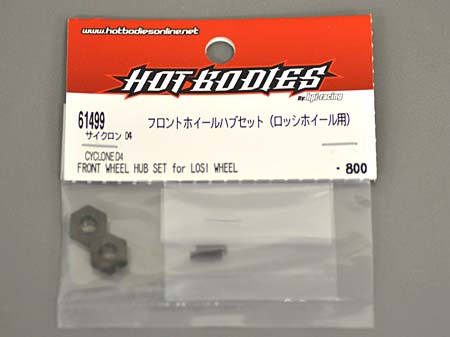 www.hotbodiesonline.net
HOT BODIES
By: hpi-racing
61499
フロントホイールハブセット (ロッシホイール用)
サイクロン D4
CYCLONE D4
FRONT WHEEL HUB SET for LOSI WHEEL
・800